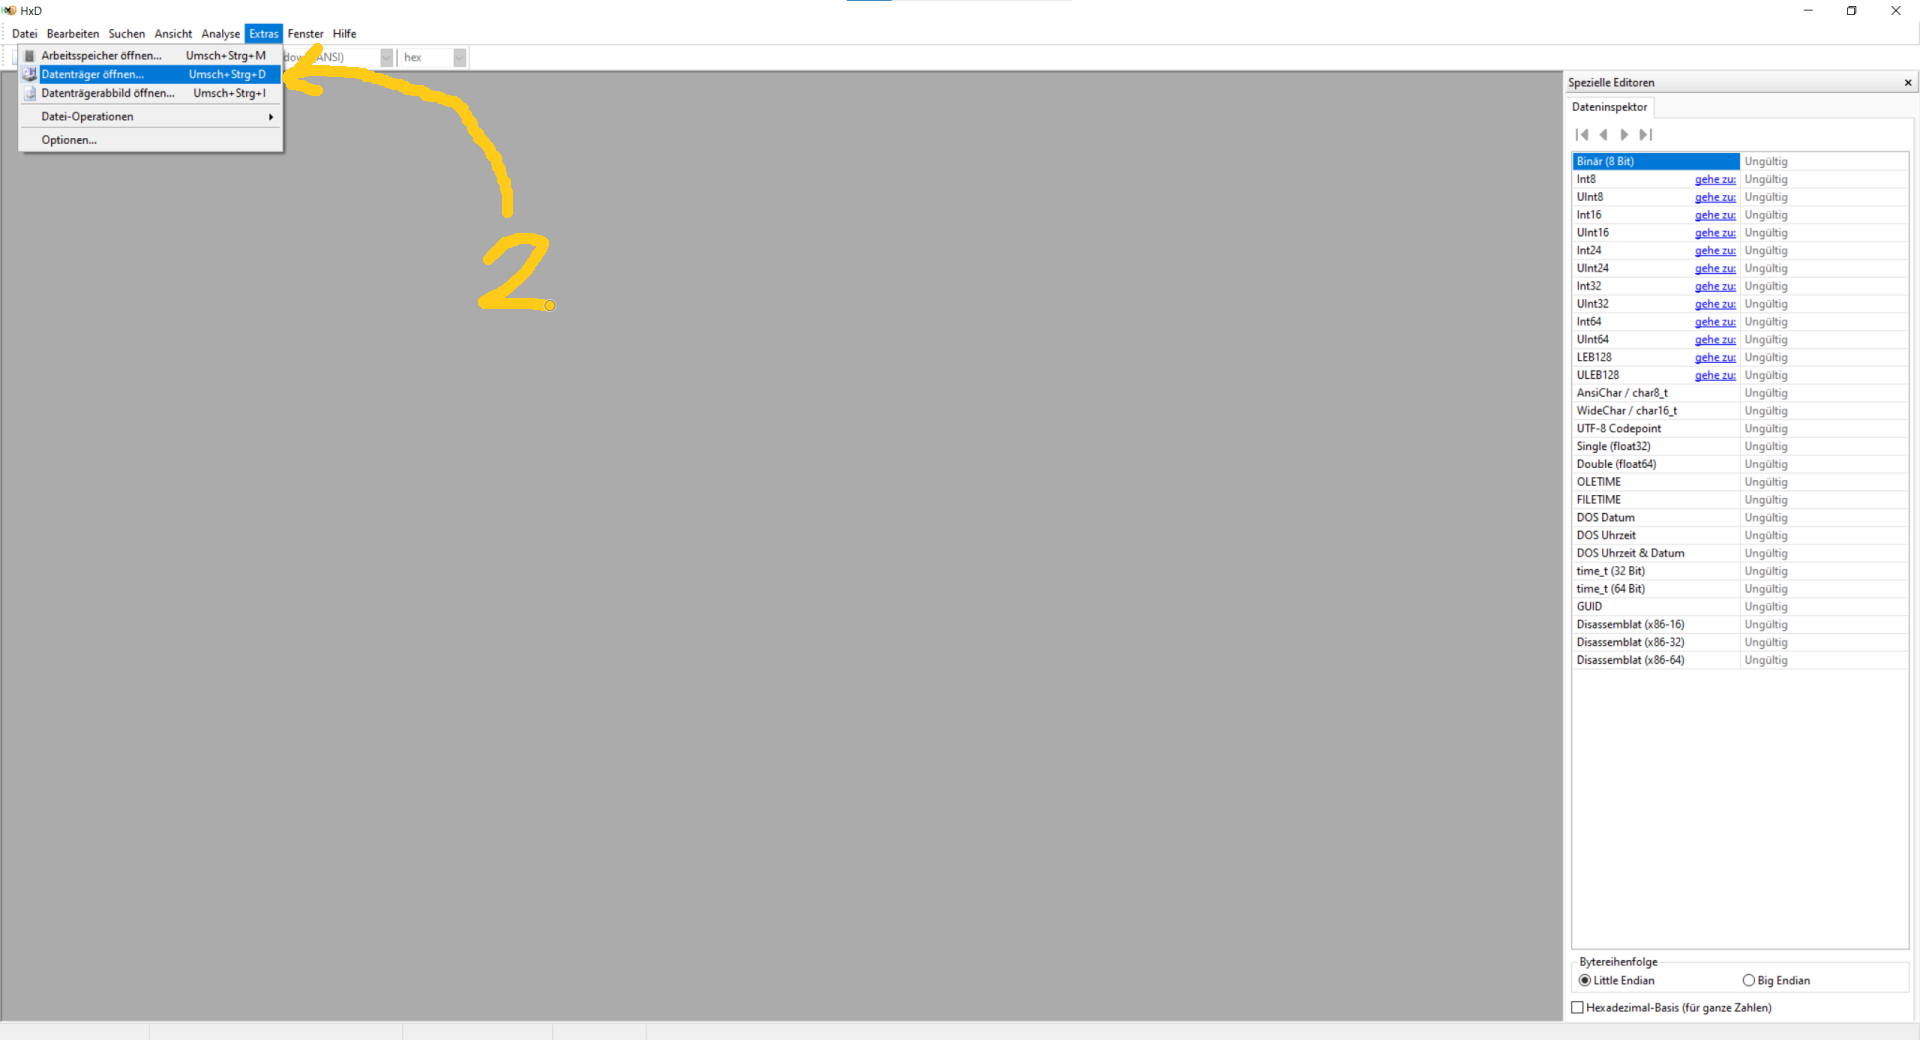 HxD
Datei Bearbeiten Suchen Ansicht Analyse Extras Fenster Hilfe
ANSI) hex
Arbeitsspeicher öffnen... Umsch+Strg+M
Datenträger öffnen... Umsch+Strg+D
Datenträgerabbild öffnen... Umsch+Strg+I
Datei-Operationen
Optionen...
2
Spezielle Editoren
Dateninspektor
Binär (8 Bit) Ungültig
Int8 gehe zu: Ungültig
UInt8 gehe zu: Ungültig
Int16 gehe zu: Ungültig
UInt16 gehe zu: Ungültig
Int24 gehe zu: Ungültig
UInt24 gehe zu: Ungültig
Int32 gehe zu: Ungültig
UInt32 gehe zu: Ungültig
Int64 gehe zu: Ungültig
UInt64 gehe zu: Ungültig
LEB128 gehe zu: Ungültig
ULEB128 gehe zu: Ungültig
AnsiChar / char8_t Ungültig
WideChar / char16_t Ungültig
UTF-8 Codepoint Ungültig
Single (float32) Ungültig
Double (float64) Ungültig
OLETIME Ungültig
FILETIME Ungültig
DOS Datum Ungültig
DOS Uhrzeit Ungültig
DOS Uhrzeit & Datum Ungültig
time_t (32 Bit) Ungültig
time_t (64 Bit) Ungültig
GUID Ungültig
Disassemblat (x86-16) Ungültig
Disassemblat (x86-32) Ungültig
Disassemblat (x86-64) Ungültig
Bytereihenfolge
Little Endian Big Endian
Hexadezimal-Basis (für ganze Zahlen)